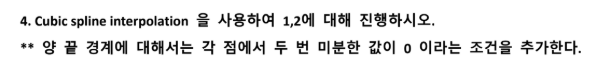 4. Cubic spline interpolation 을 사용하여 1,2에 대해 진행하시오.
** 양 끝 경계에 대해서는 각 점에서 두 번 미분한 값이 0 이라는 조건을 추가한다.